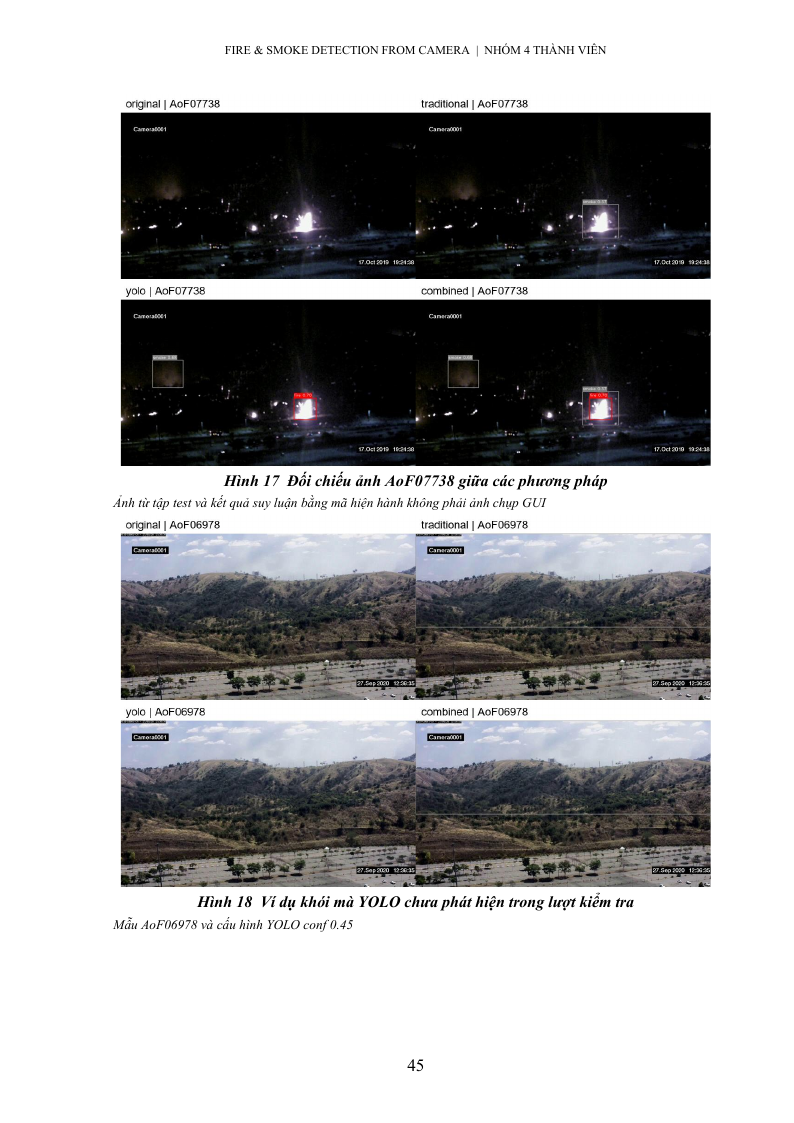 FIRE & SMOKE DETECTION FROM CAMERA | NHÓM 4 THÀNH VIÊN
original | AoF07738
traditional | AoF07738
Camera0001
Camera0001
17.Oct 2019 19:24:38
17.Oct 2019 19:24:38
yolo | AoF07738
combined | AoF07738
Camera0001
Camera0001
17.Oct 2019 19:24:38
17.Oct 2019 19:24:38
Hình 17 Đối chiếu ảnh AoF07738 giữa các phương pháp
Ảnh từ tập test và kết quả suy luận bằng mã hiện hành không phải ảnh chụp GUI
original | AoF06978
traditional | AoF06978
Camera0001
Camera0001
27.Sep 2020 12:36:35
27.Sep 2020 12:36:35
yolo | AoF06978
combined | AoF06978
Camera0001
Camera0001
27.Sep 2020 12:36:35
27.Sep 2020 12:36:35
Hình 18 Ví dụ khói mà YOLO chưa phát hiện trong lượt kiểm tra
Mẫu AoF06978 và cấu hình YOLO conf 0.45
45